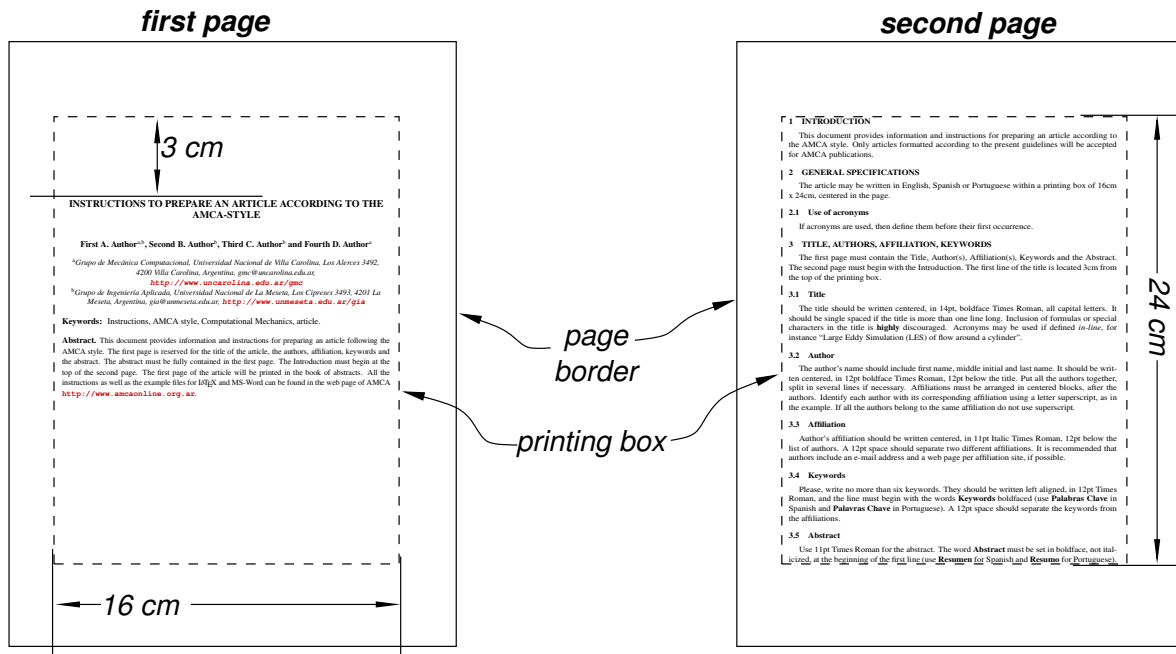 first page
3 cm
INSTRUCTIONS TO PREPARE AN ARTICLE ACCORDING TO THE
AMCA-STYLE
First A. Authorᵃ,ᵇ, Second B. Authorᵇ, Third C. Authorᵇ and Fourth D. Authorᵃ
ᵃGrupo de Mecánica Computacional, Universidad Nacional de Villa Carolina, Los Alerces 3492,
4200 Villa Carolina, Argentina, gmc@uncarolina.edu.ar,
http://www.uncarolina.edu.ar/gmc
ᵇGrupo de Ingeniería Aplicada, Universidad Nacional de La Meseta, Los Cipreses 3493, 4201 La
Meseta, Argentina, gia@unmeseta.edu.ar, http://www.unmeseta.edu.ar/gia
Keywords: Instructions, AMCA style, Computational Mechanics, article.
Abstract. This document provides information and instructions for preparing an article following the
AMCA style. The first page is reserved for the title of the article, the authors, affiliation, keywords and
the abstract. The abstract must be fully contained in the first page. The Introduction must begin at the
top of the second page. The first page of the article will be printed in the book of abstracts. All the
instructions as well as the example files for LATEX and MS-Word can be found in the web page of AMCA
http://www.amcaonline.org.ar.
16 cm
page
border
printing box
second page
1 INTRODUCTION
This document provides information and instructions for preparing an article according to
the AMCA style. Only articles formatted according to the present guidelines will be accepted
for AMCA publications.
2 GENERAL SPECIFICATIONS
The article may be written in English, Spanish or Portuguese within a printing box of 16cm
x 24cm, centered in the page.
2.1 Use of acronyms
If acronyms are used, then define them before their first occurrence.
3 TITLE, AUTHORS, AFFILIATION, KEYWORDS
The first page must contain the Title, Author(s), Affiliation(s), Keywords and the Abstract.
The second page must begin with the Introduction. The first line of the title is located 3cm from
the top of the printing box.
3.1 Title
The title should be written centered, in 14pt, boldface Times Roman, all capital letters. It
should be single spaced if the title is more than one line long. Inclusion of formulas or special
characters in the title is highly discouraged. Acronyms may be used if defined in-line, for
instance “Large Eddy Simulation (LES) of flow around a cylinder”.
3.2 Author
The author's name should include first name, middle initial and last name. It should be writ-
ten centered, in 12pt boldface Times Roman, 12pt below the title. Put all the authors together,
split in several lines if necessary. Affiliations must be arranged in centered blocks, after the
authors. Identify each author with its corresponding affiliation using a letter superscript, as in
the example. If all the authors belong to the same affiliation do not use superscript.
3.3 Affiliation
Author's affiliation should be written centered, in 11pt Italic Times Roman, 12pt below the
list of authors. A 12pt space should separate two different affiliations. It is recommended that
authors include an e-mail address and a web page per affiliation site, if possible.
3.4 Keywords
Please, write no more than six keywords. They should be written left aligned, in 12pt Times
Roman, and the line must begin with the words Keywords boldfaced (use Palabras Clave in
Spanish and Palavras Chave in Portuguese). A 12pt space should separate the keywords from
the affiliations.
3.5 Abstract
Use 11pt Times Roman for the abstract. The word Abstract must be set in boldface, not ital-
icized, at the beginning of the first line (use Resumen for Spanish and Resumo for Portuguese).
24 cm